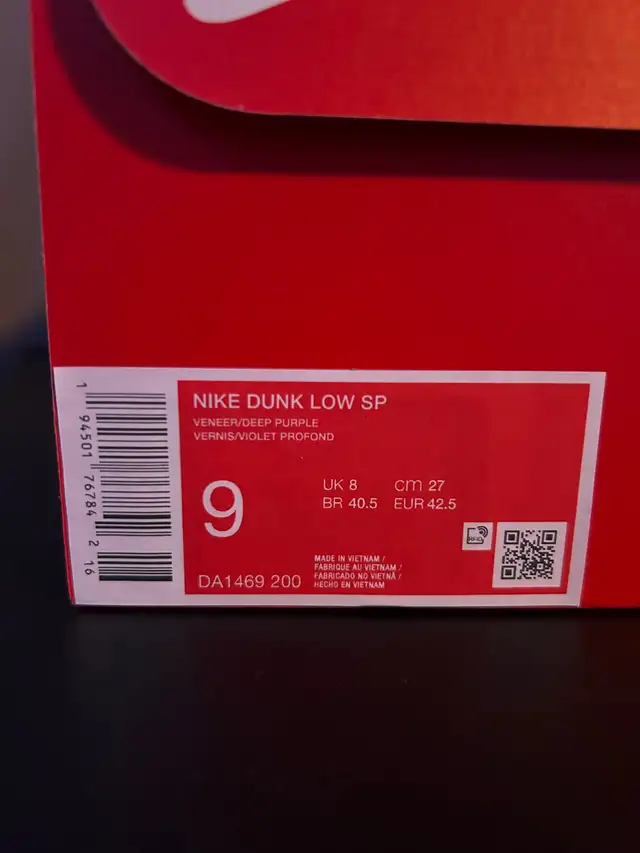 NIKE DUNK LOW SP
VENEER/DEEP PURPLE
VERNIS/VIOLET PROFOND
9
UK 8 cm 27
BR 40.5 EUR 42.5
DA1469 200
MADE IN VIETNAM /
FABRIQUE AU VIETNAM /
FABRICADO NO VIETNÃ /
HECHO EN VIETNAM
RFID
1 94501 76784 2 16